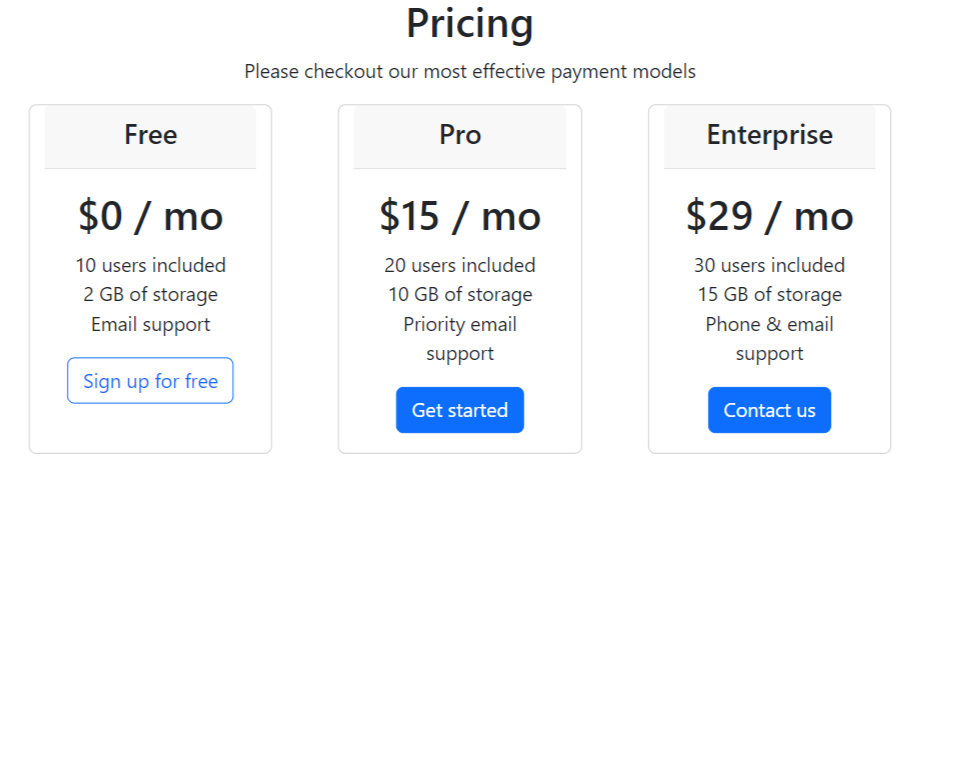 Pricing
Please checkout our most effective payment models
Free
$0 / mo
10 users included
2 GB of storage
Email support
Sign up for free
Pro
$15 / mo
20 users included
10 GB of storage
Priority email
support
Get started
Enterprise
$29 / mo
30 users included
15 GB of storage
Phone & email
support
Contact us